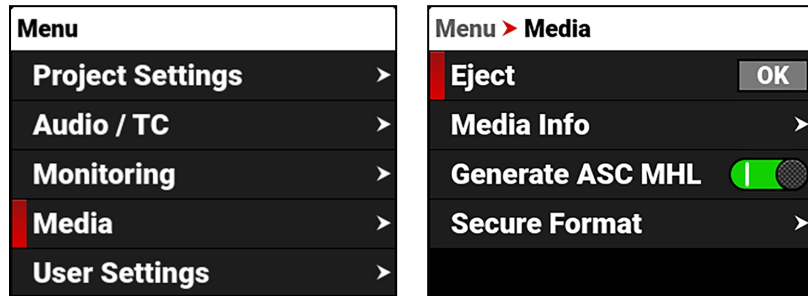 Menu
Project Settings
Audio / TC
Monitoring
Media
User Settings
Menu > Media
Eject OK
Media Info
Generate ASC MHL
Secure Format